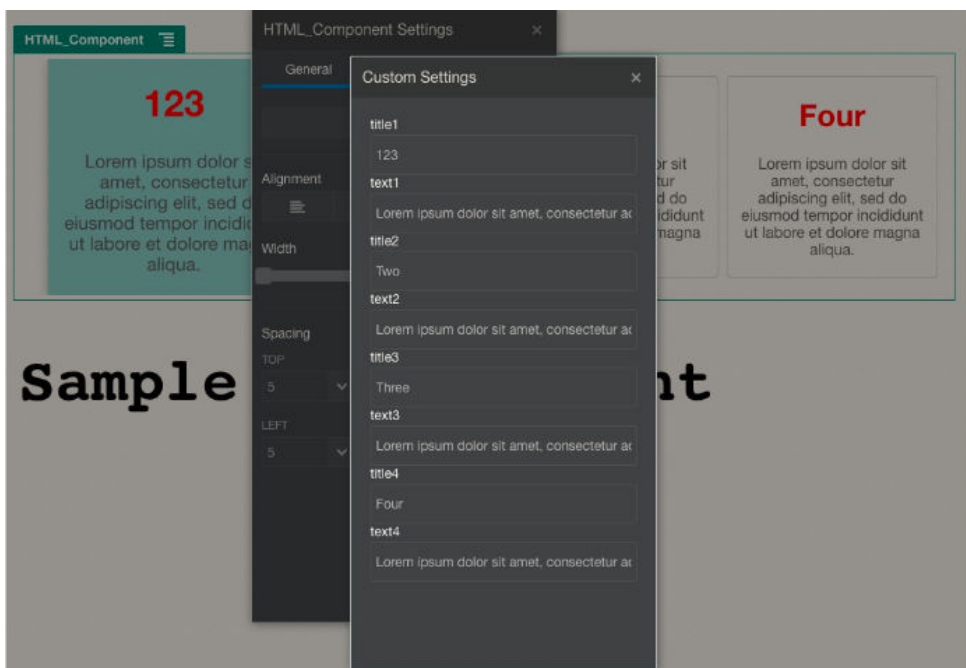 HTML_Component
123
Lorem ipsum dolor s
amet, consectetur
adipiscing elit, sed d
eiusmod tempor incidid
ut labore et dolore mag
aliqua.
HTML_Component Settings
General
Alignment
Width
Spacing
TOP
5
LEFT
5
Custom Settings
title1
123
text1
Lorem ipsum dolor sit amet, consectetur ad
title2
Two
text2
Lorem ipsum dolor sit amet, consectetur ad
title3
Three
text3
Lorem ipsum dolor sit amet, consectetur ad
title4
Four
text4
Lorem ipsum dolor sit amet, consectetur ad
or sit
tur
d do
ididunt
magna
Four
Lorem ipsum dolor sit
amet, consectetur
adipiscing elit, sed do
eiusmod tempor incididunt
ut labore et dolore magna
aliqua.
Sample nt